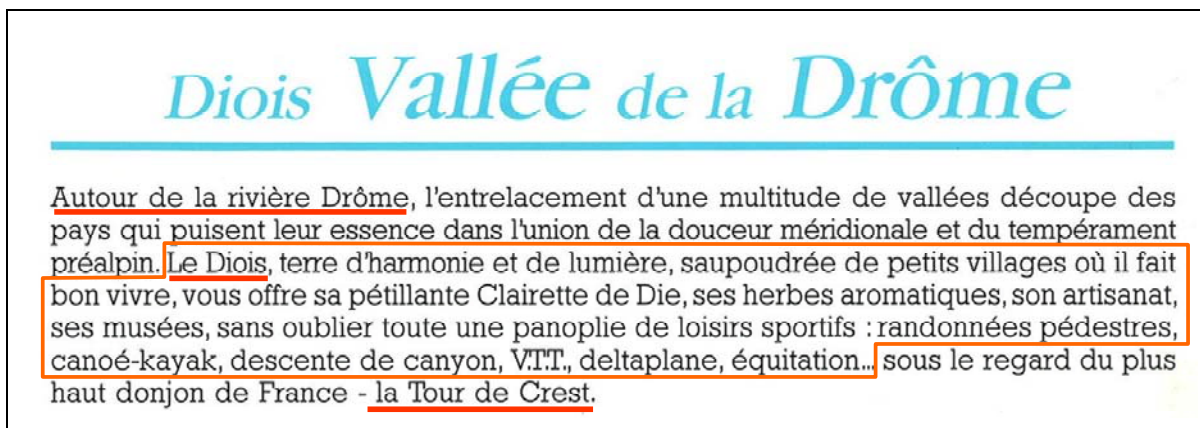 Diois Vallée de la Drôme
Autour de la rivière Drôme, l'entrelacement d'une multitude de vallées découpe des
pays qui puisent leur essence dans l'union de la douceur méridionale et du tempérament
préalpin. Le Diois, terre d'harmonie et de lumière, saupoudrée de petits villages où il fait
bon vivre, vous offre sa pétillante Clairette de Die, ses herbes aromatiques, son artisanat,
ses musées, sans oublier toute une panoplie de loisirs sportifs : randonnées pédestres,
canoé-kayak, descente de canyon, V.T.T., deltaplane, équitation... sous le regard du plus
haut donjon de France - la Tour de Crest.